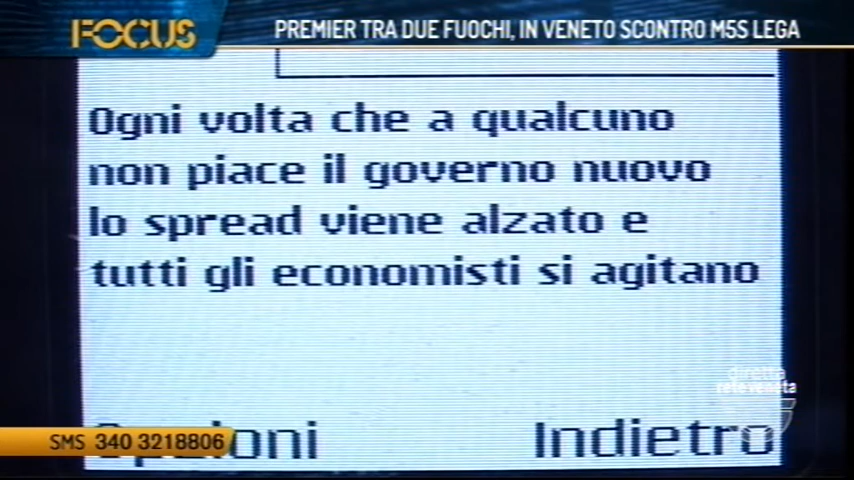 FOCUS
PREMIER TRA DUE FUOCHI, IN VENETO SCONTRO M5S LEGA
Ogni volta che a qualcuno
non piace il governo nuovo
lo spread viene alzato e
tutti gli economisti si agitano
diretta
reteveneta
SMS 340 3218806
Opzioni
Indietro